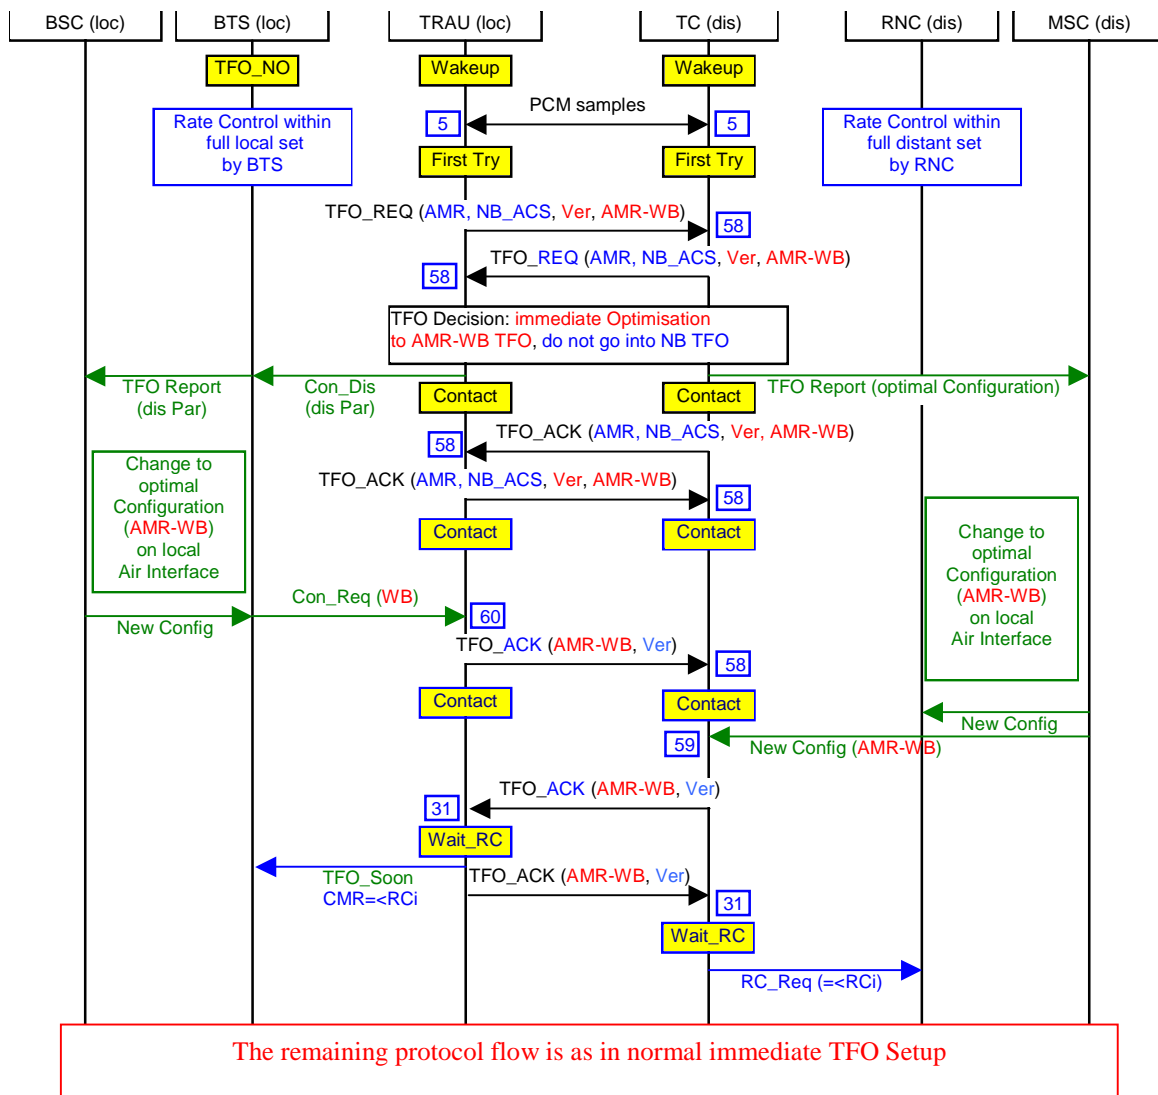 BSC (loc)
BTS (loc)
TRAU (loc)
TC (dis)
RNC (dis)
MSC (dis)
TFO_NO
Wakeup
Wakeup
PCM samples
5
5
Rate Control within
full local set
by BTS
Rate Control within
full distant set
by RNC
First Try
First Try
TFO_REQ (AMR, NB_ACS, Ver, AMR-WB)
58
TFO_REQ (AMR, NB_ACS, Ver, AMR-WB)
58
TFO Decision: immediate Optimisation
to AMR-WB TFO, do not go into NB TFO
TFO Report
(dis Par)
Con_Dis
(dis Par)
Contact
Contact
TFO Report (optimal Configuration)
TFO_ACK (AMR, NB_ACS, Ver, AMR-WB)
58
TFO_ACK (AMR, NB_ACS, Ver, AMR-WB)
58
Change to
optimal
Configuration
(AMR-WB)
on local
Air Interface
Contact
Contact
Change to
optimal
Configuration
(AMR-WB)
on local
Air Interface
Con_Req (WB)
New Config
60
TFO_ACK (AMR-WB, Ver)
58
Contact
Contact
New Config
59
New Config (AMR-WB)
TFO_ACK (AMR-WB, Ver)
31
Wait_RC
TFO_Soon
CMR=<RCi
TFO_ACK (AMR-WB, Ver)
31
Wait_RC
RC_Req (=<RCi)
The remaining protocol flow is as in normal immediate TFO Setup